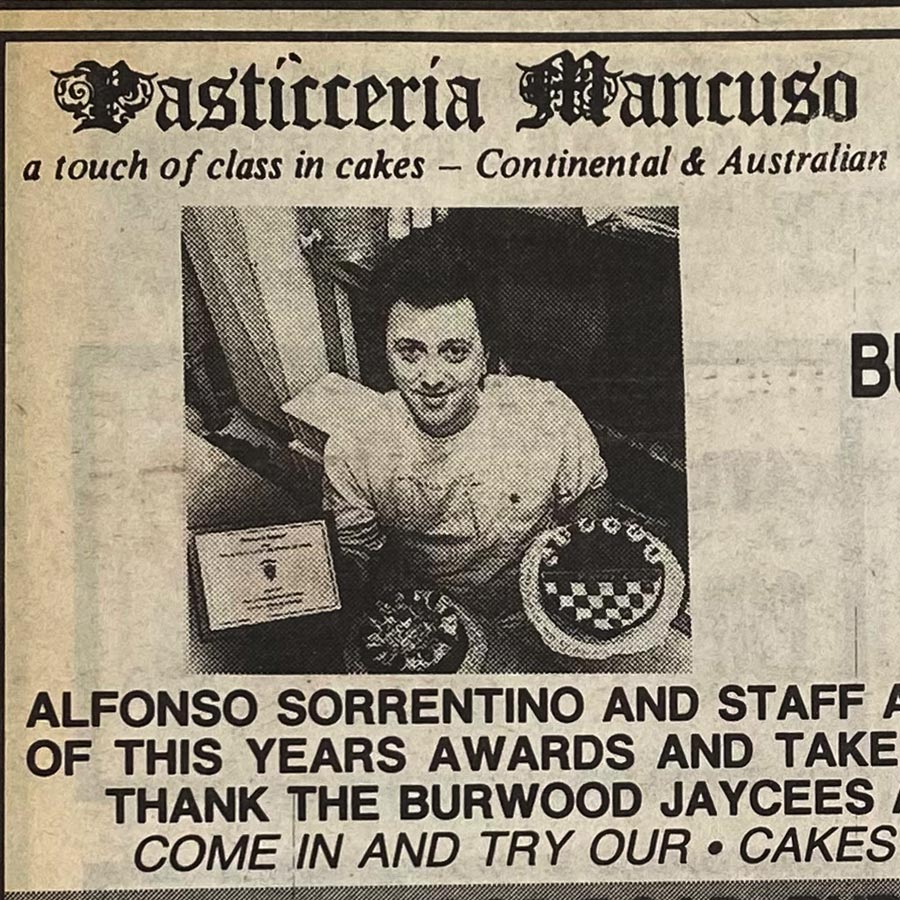 Pasticceria Mancuso
a touch of class in cakes – Continental & Australian
BU
ALFONSO SORRENTINO AND STAFF A
OF THIS YEARS AWARDS AND TAKE
THANK THE BURWOOD JAYCEES A
COME IN AND TRY OUR • CAKES